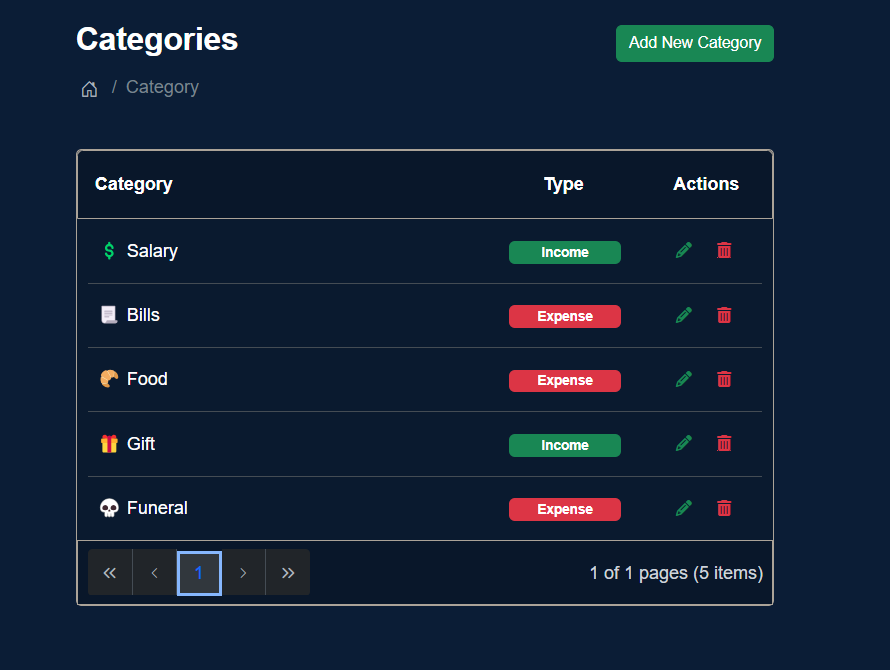 Categories
Add New Category
/ Category
Category Type Actions
Salary Income
Bills Expense
Food Expense
Gift Income
Funeral Expense
« ‹ 1 › » 1 of 1 pages (5 items)